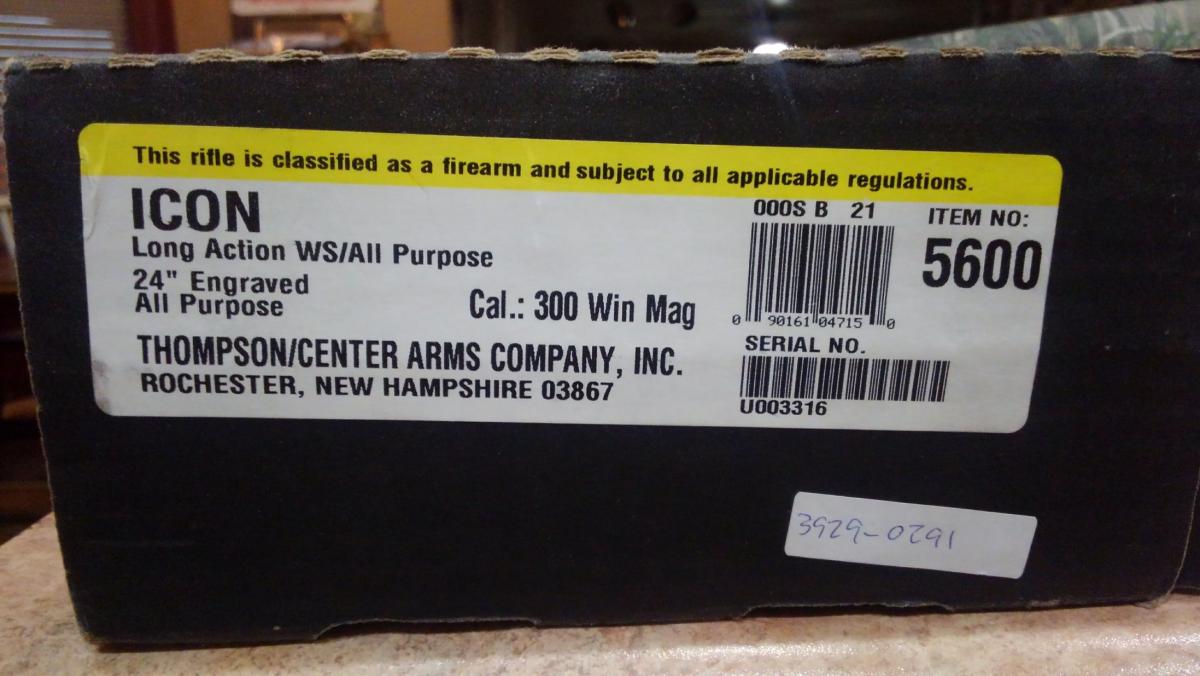 This rifle is classified as a firearm and subject to all applicable regulations.
ICON
Long Action WS/All Purpose
24" Engraved
All Purpose
Cal.: 300 Win Mag
THOMPSON/CENTER ARMS COMPANY, INC.
ROCHESTER, NEW HAMPSHIRE 03867
000S B 21
0 90161 04715 0
SERIAL NO.
U003316
ITEM NO:
5600